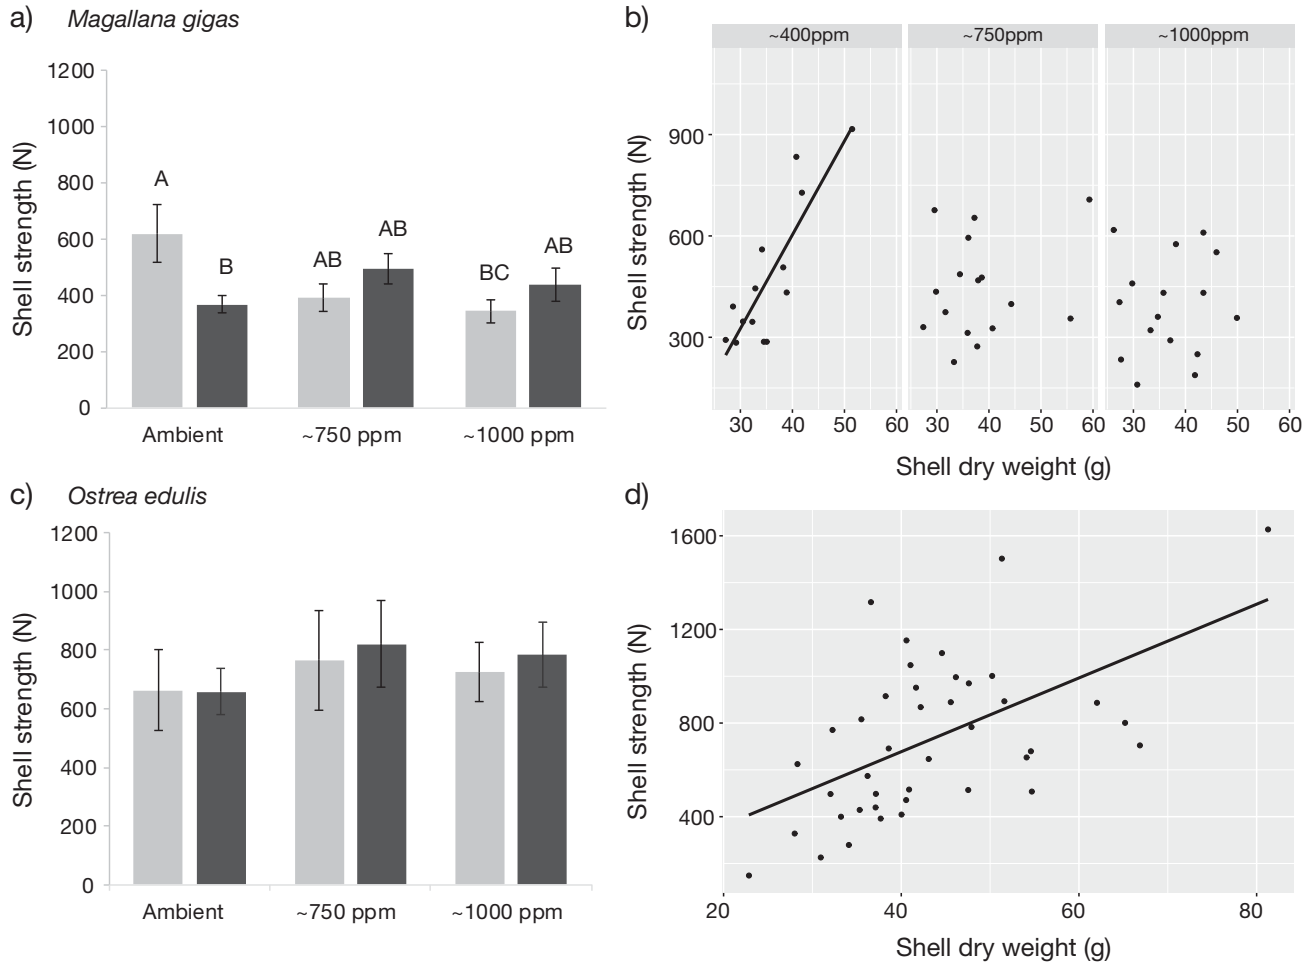 a) Magallana gigas
1200
1000
800
600
400
200
0
Shell strength (N)
A
B
AB
AB
BC
AB
Ambient
~750 ppm
~1000 ppm
b)
~400ppm
~750ppm
~1000ppm
900
600
300
Shell strength (N)
30 40 50 60 30 40 50 60 30 40 50 60
Shell dry weight (g)
c) Ostrea edulis
1200
1000
800
600
400
200
0
Shell strength (N)
Ambient
~750 ppm
~1000 ppm
d)
1600
1200
800
400
Shell strength (N)
20 40 60 80
Shell dry weight (g)